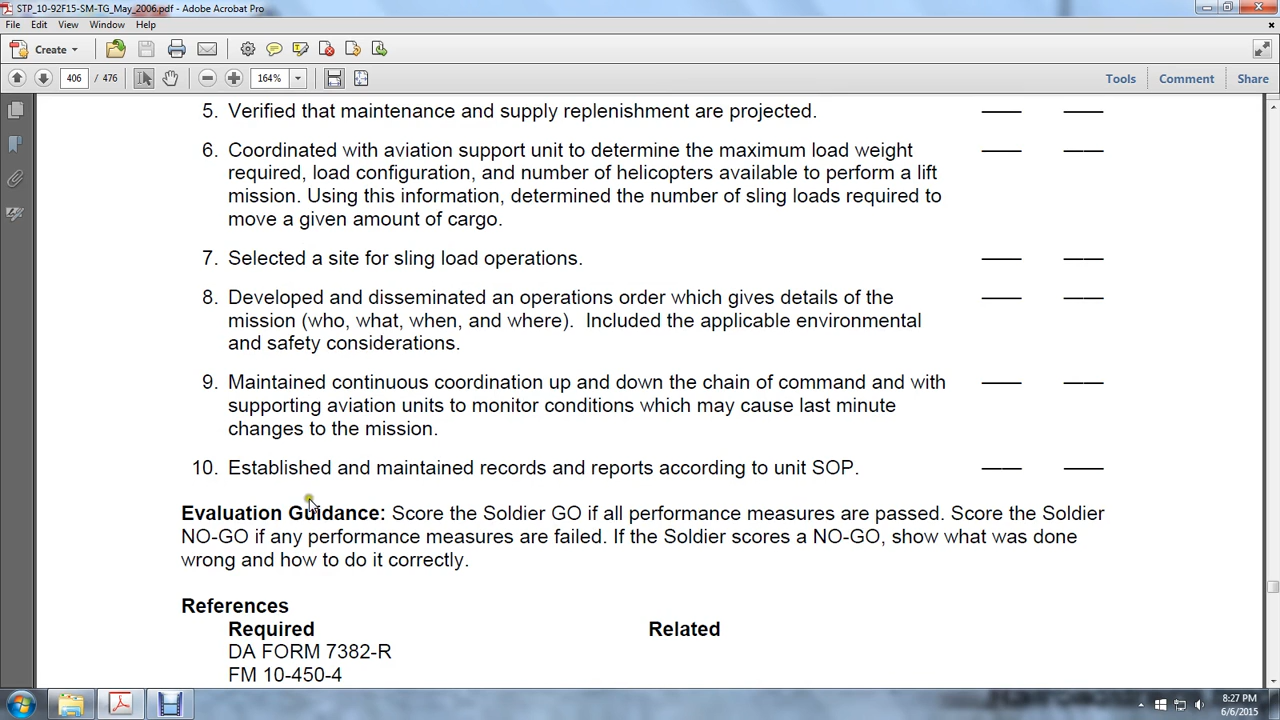 STP_10-92F15-SM-TG_May_2006.pdf - Adobe Acrobat Pro
File Edit View Window Help
Create
406 / 476 164% Tools Comment Share
5. Verified that maintenance and supply replenishment are projected.
6. Coordinated with aviation support unit to determine the maximum load weight
required, load configuration, and number of helicopters available to perform a lift
mission. Using this information, determined the number of sling loads required to
move a given amount of cargo.
7. Selected a site for sling load operations.
8. Developed and disseminated an operations order which gives details of the
mission (who, what, when, and where). Included the applicable environmental
and safety considerations.
9. Maintained continuous coordination up and down the chain of command and with
supporting aviation units to monitor conditions which may cause last minute
changes to the mission.
10. Established and maintained records and reports according to unit SOP.
Evaluation Guidance: Score the Soldier GO if all performance measures are passed. Score the Soldier
NO-GO if any performance measures are failed. If the Soldier scores a NO-GO, show what was done
wrong and how to do it correctly.
References
Required Related
DA FORM 7382-R
FM 10-450-4
8:27 PM
6/6/2015